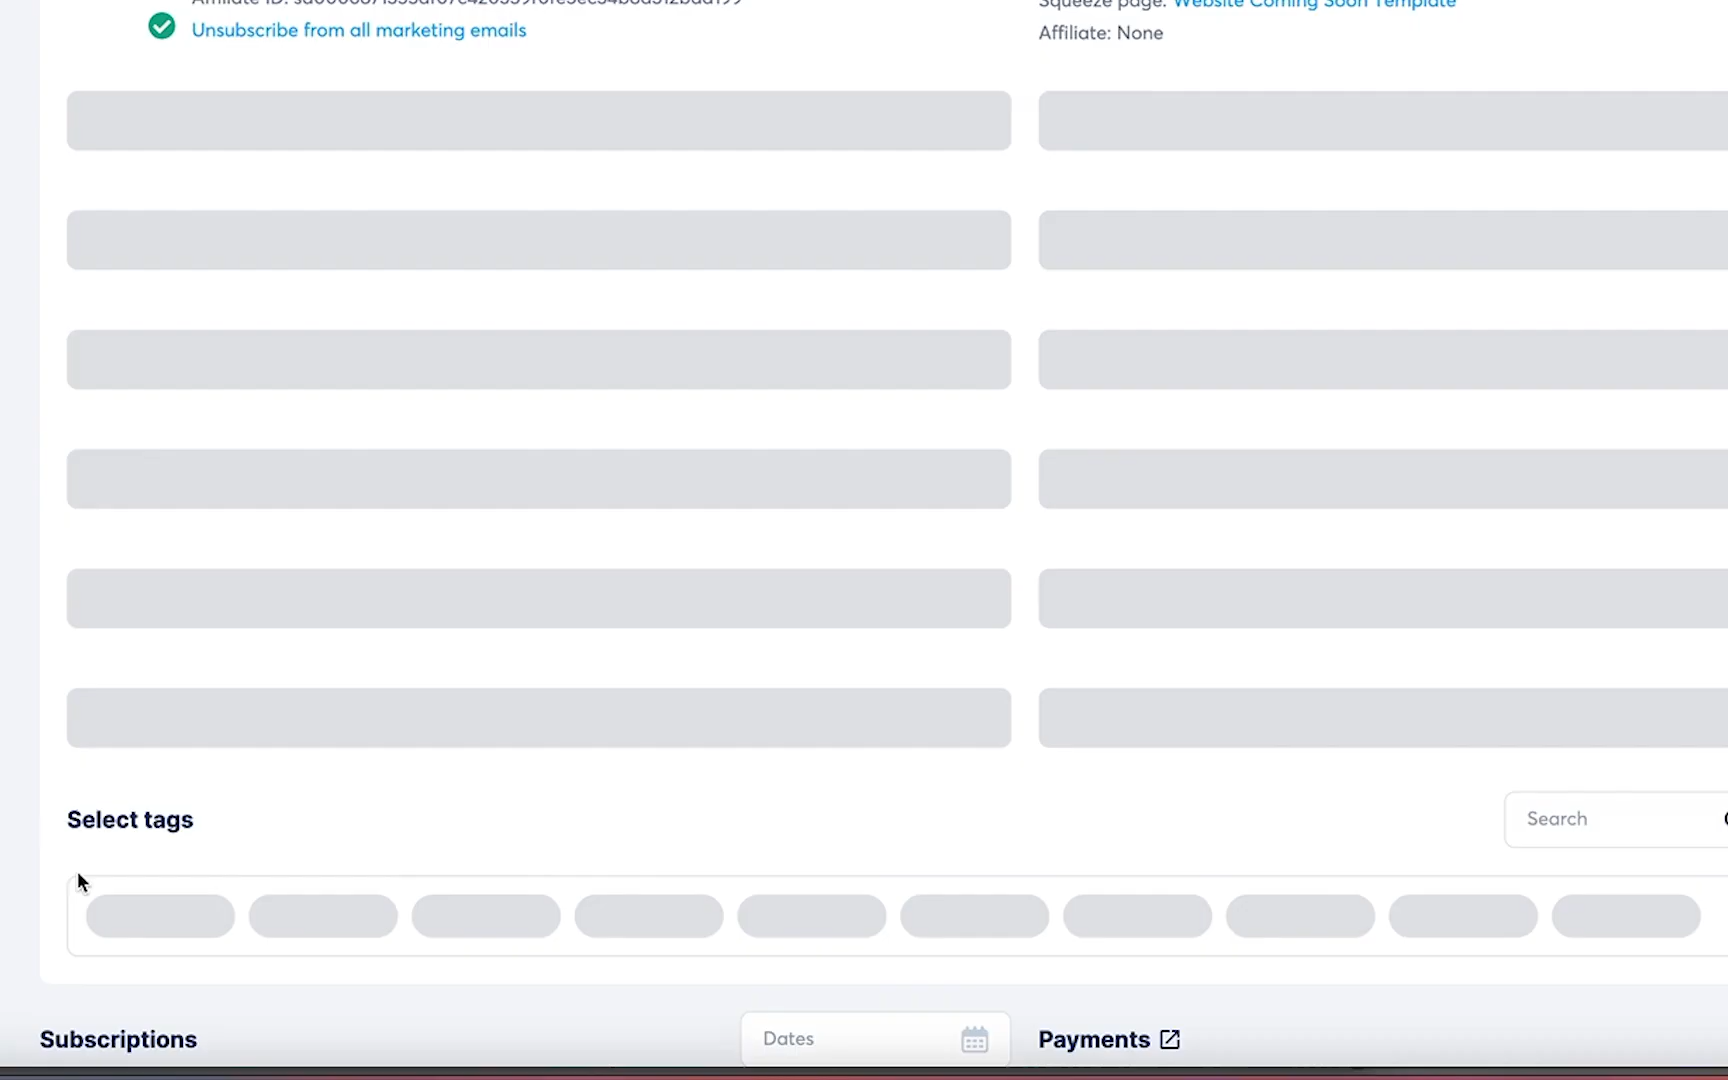 Unsubscribe from all marketing emails
Squeeze page: Website Coming Soon Template
Affiliate: None
Select tags
Search
Subscriptions
Dates
Payments